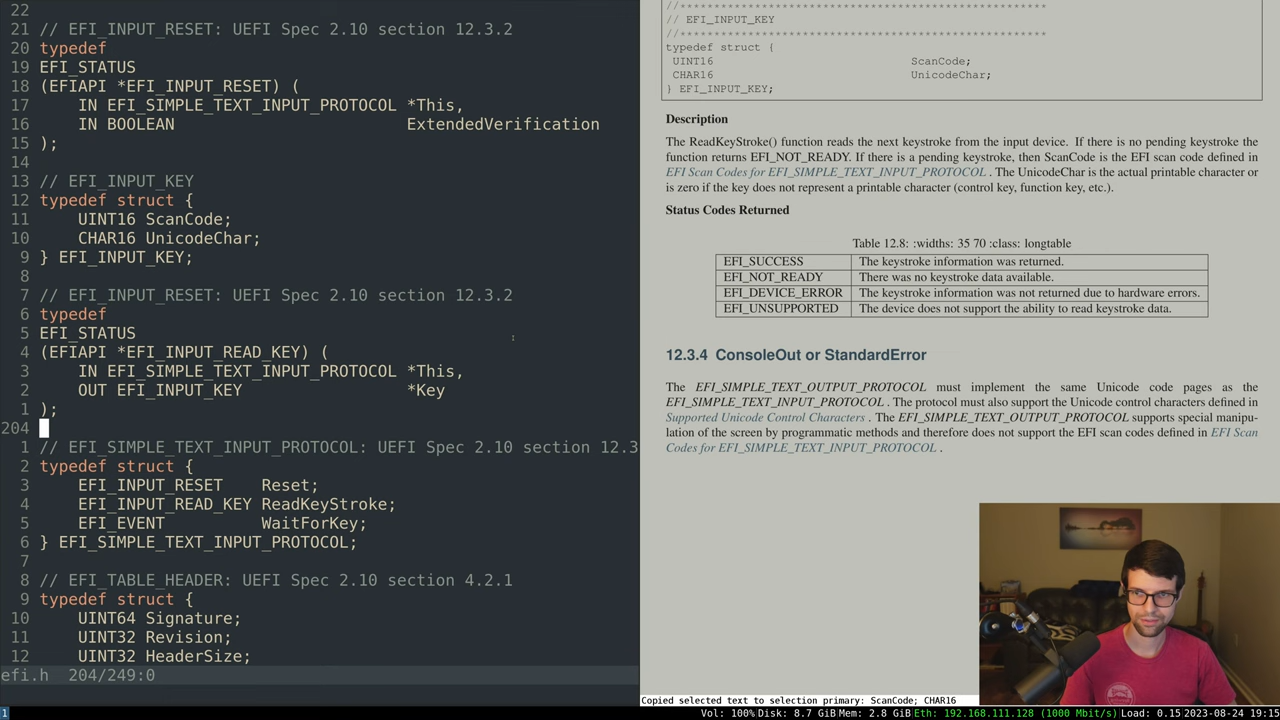 22
21 // EFI_INPUT_RESET: UEFI Spec 2.10 section 12.3.2
20 typedef
19 EFI_STATUS
18 (EFIAPI *EFI_INPUT_RESET) (
17     IN EFI_SIMPLE_TEXT_INPUT_PROTOCOL *This,
16     IN BOOLEAN                        ExtendedVerification
15 );
14
13 // EFI_INPUT_KEY
12 typedef struct {
11     UINT16 ScanCode;
10     CHAR16 UnicodeChar;
9 } EFI_INPUT_KEY;
8
7 // EFI_INPUT_RESET: UEFI Spec 2.10 section 12.3.2
6 typedef
5 EFI_STATUS
4 (EFIAPI *EFI_INPUT_READ_KEY) (
3     IN EFI_SIMPLE_TEXT_INPUT_PROTOCOL *This,
2     OUT EFI_INPUT_KEY                 *Key
1 );
204
1 // EFI_SIMPLE_TEXT_INPUT_PROTOCOL: UEFI Spec 2.10 section 12.3
2 typedef struct {
3     EFI_INPUT_RESET    Reset;
4     EFI_INPUT_READ_KEY ReadKeyStroke;
5     EFI_EVENT          WaitForKey;
6 } EFI_SIMPLE_TEXT_INPUT_PROTOCOL;
7
8 // EFI_TABLE_HEADER: UEFI Spec 2.10 section 4.2.1
9 typedef struct {
10     UINT64 Signature;
11     UINT32 Revision;
12     UINT32 HeaderSize;
efi.h 204/249:0
//*******************************************************
// EFI_INPUT_KEY
//*******************************************************
typedef struct {
UINT16 ScanCode;
CHAR16 UnicodeChar;
} EFI_INPUT_KEY;
Description
The ReadKeyStroke() function reads the next keystroke from the input device. If there is no pending keystroke the
function returns EFI_NOT_READY. If there is a pending keystroke, then ScanCode is the EFI scan code defined in
EFI Scan Codes for EFI_SIMPLE_TEXT_INPUT_PROTOCOL . The UnicodeChar is the actual printable character or
is zero if the key does not represent a printable character (control key, function key, etc.).
Status Codes Returned
Table 12.8: :widths: 35 70 :class: longtable
EFI_SUCCESS The keystroke information was returned.
EFI_NOT_READY There was no keystroke data available.
EFI_DEVICE_ERROR The keystroke information was not returned due to hardware errors.
EFI_UNSUPPORTED The device does not support the ability to read keystroke data.
12.3.4 ConsoleOut or StandardError
The EFI_SIMPLE_TEXT_OUTPUT_PROTOCOL must implement the same Unicode code pages as the
EFI_SIMPLE_TEXT_INPUT_PROTOCOL . The protocol must also support the Unicode control characters defined in
Supported Unicode Control Characters . The EFI_SIMPLE_TEXT_OUTPUT_PROTOCOL supports special manipu-
lation of the screen by programmatic methods and therefore does not support the EFI scan codes defined in EFI Scan
Codes for EFI_SIMPLE_TEXT_INPUT_PROTOCOL .
Copied selected text to selection primary: ScanCode; CHAR16
1 Vol: 100% Disk: 8.7 GiB Mem: 2.8 GiB Eth: 192.168.111.128 (1000 Mbit/s) Load: 0.15 2023-08-24 19:15